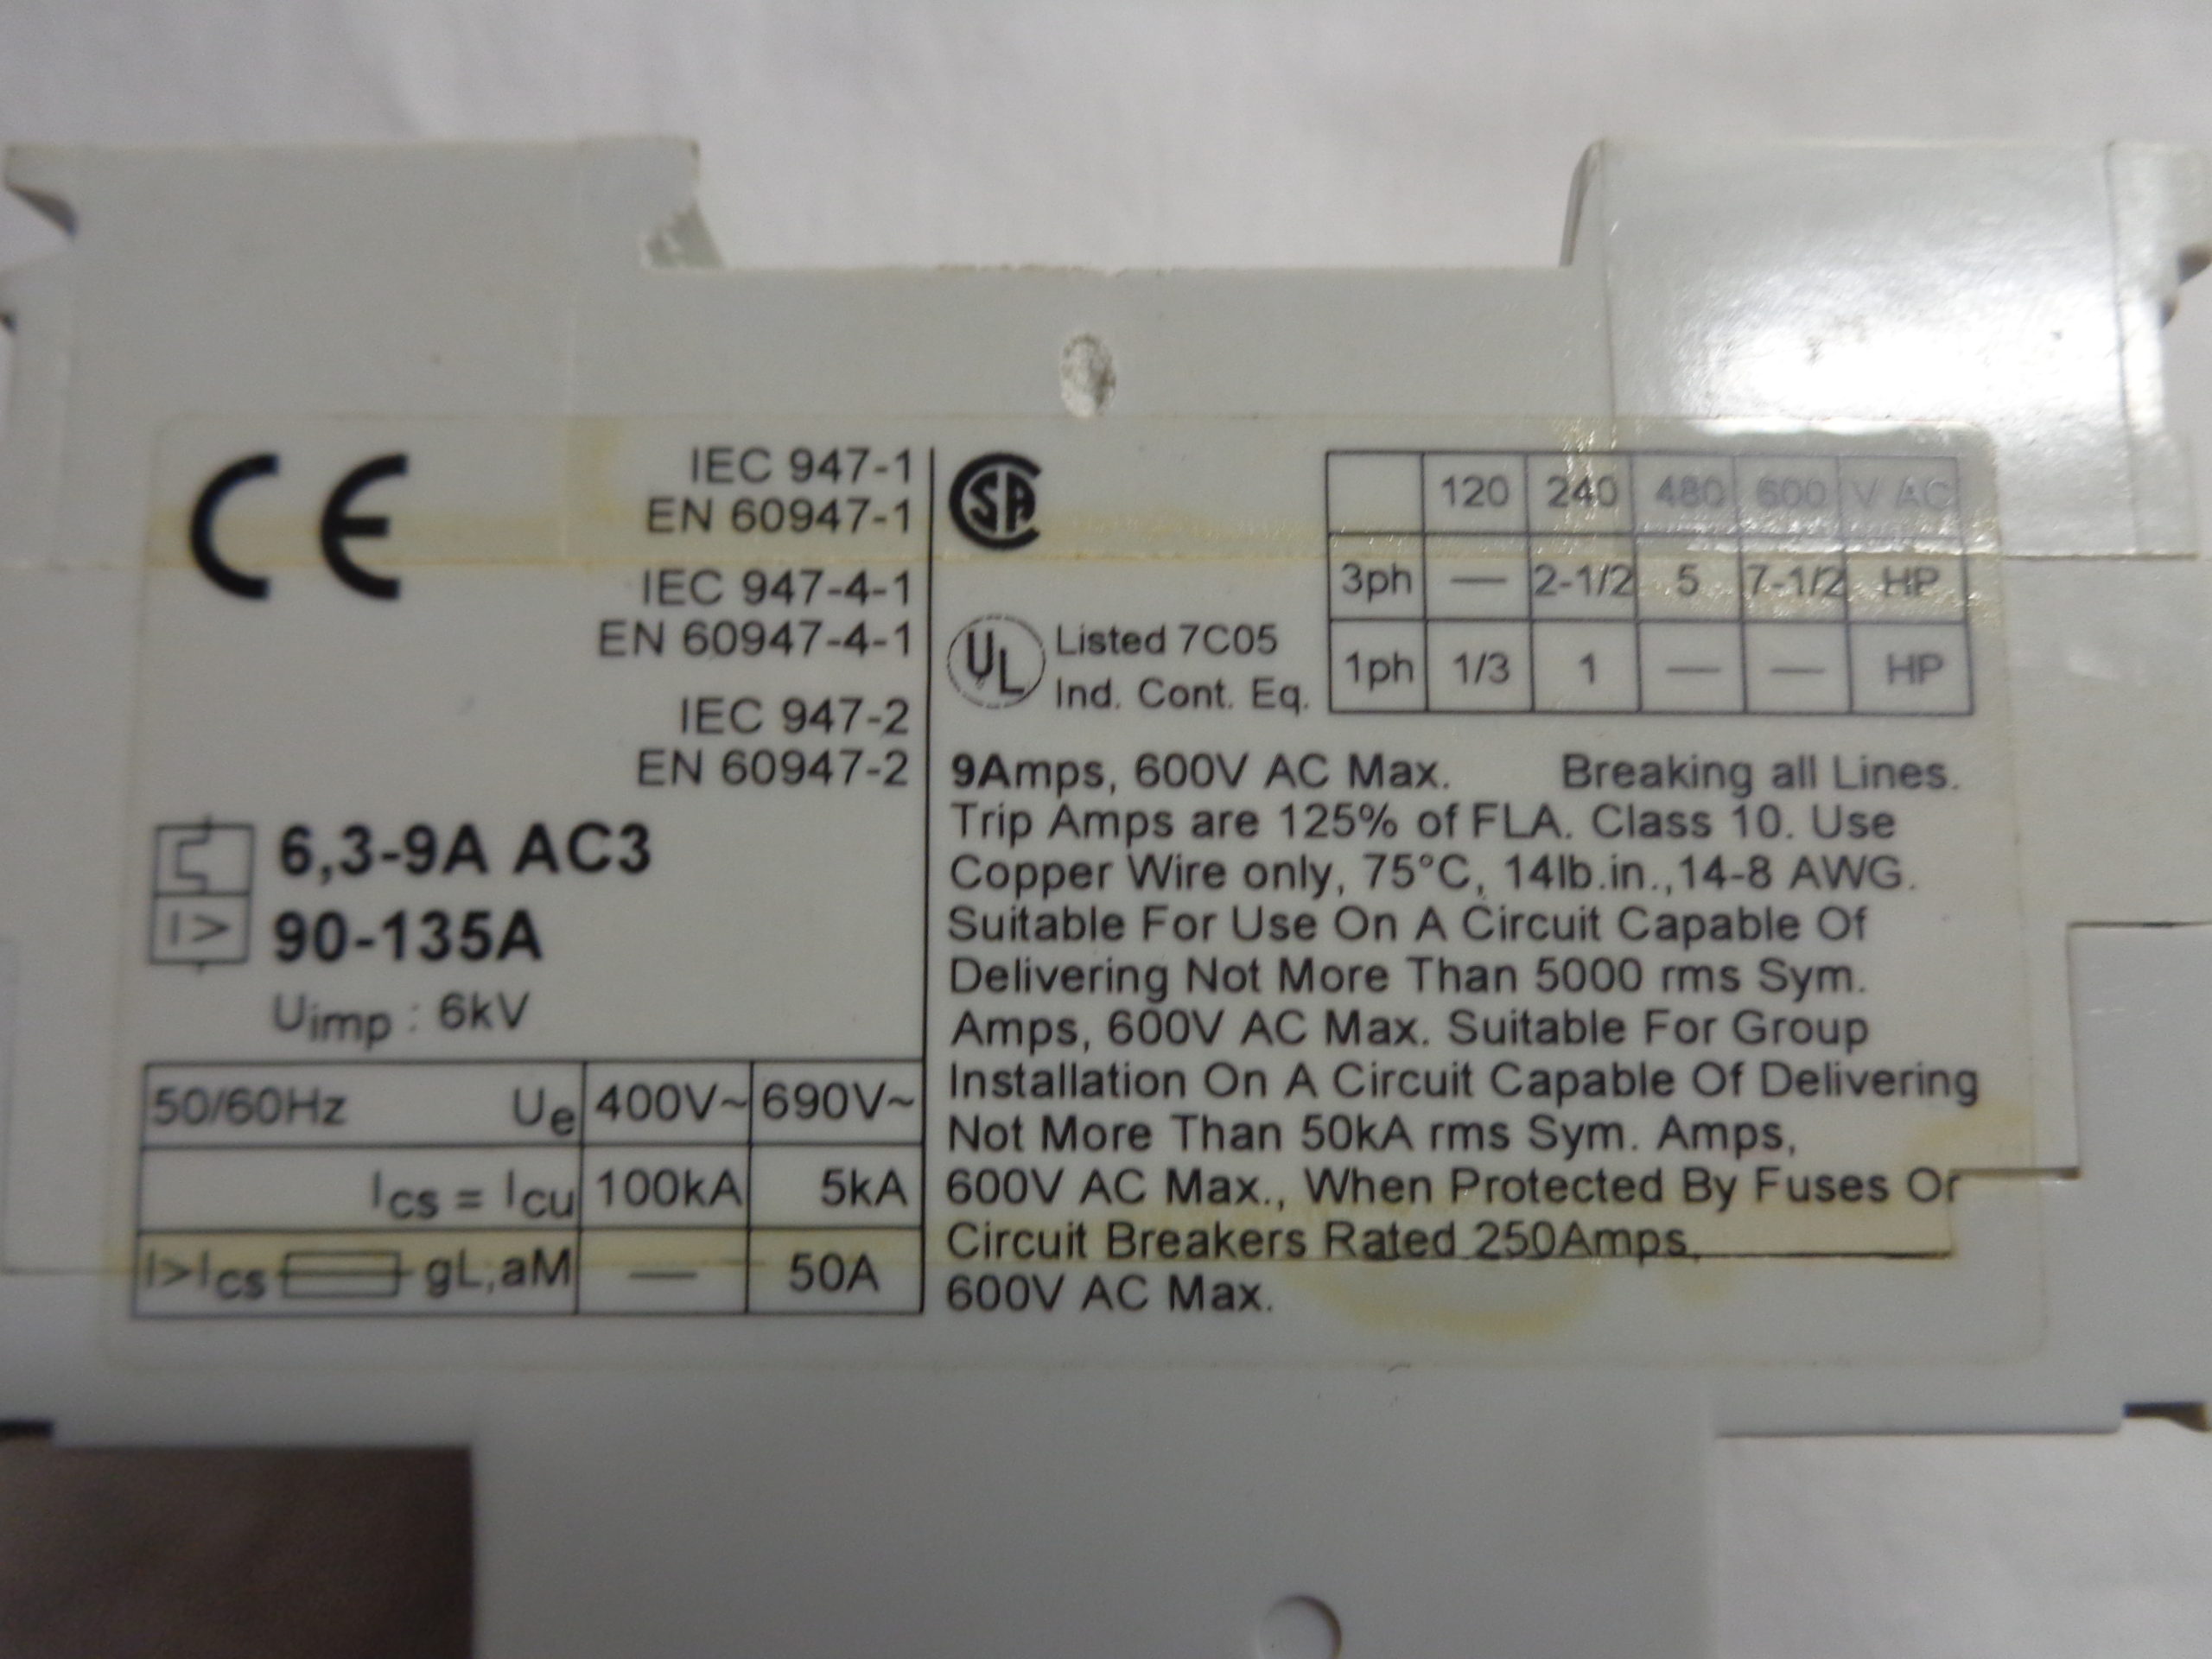 CE
IEC 947-1
EN 60947-1
IEC 947-4-1
EN 60947-4-1
IEC 947-2
EN 60947-2
6,3-9A AC3
I> 90-135A
Uimp : 6kV
50/60Hz Ue 400V~ 690V~
Ics = Icu 100kA 5kA
I>Ics gL,aM — 50A
SA
UL Listed 7C05
Ind. Cont. Eq.
120 240 480 600 V AC
3ph — 2-1/2 5 7-1/2 HP
1ph 1/3 1 — — HP
9Amps, 600V AC Max. Breaking all Lines.
Trip Amps are 125% of FLA. Class 10. Use
Copper Wire only, 75°C, 14lb.in.,14-8 AWG.
Suitable For Use On A Circuit Capable Of
Delivering Not More Than 5000 rms Sym.
Amps, 600V AC Max. Suitable For Group
Installation On A Circuit Capable Of Delivering
Not More Than 50kA rms Sym. Amps,
600V AC Max., When Protected By Fuses Or
Circuit Breakers Rated 250Amps,
600V AC Max.